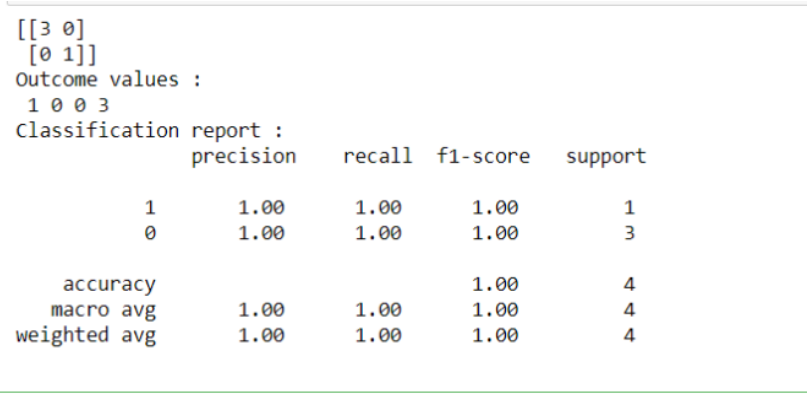 [[3 0]
 [0 1]]
Outcome values :
 1 0 0 3
Classification report :
              precision    recall  f1-score   support

           1       1.00      1.00      1.00         1
           0       1.00      1.00      1.00         3

    accuracy                           1.00         4
   macro avg       1.00      1.00      1.00         4
weighted avg       1.00      1.00      1.00         4